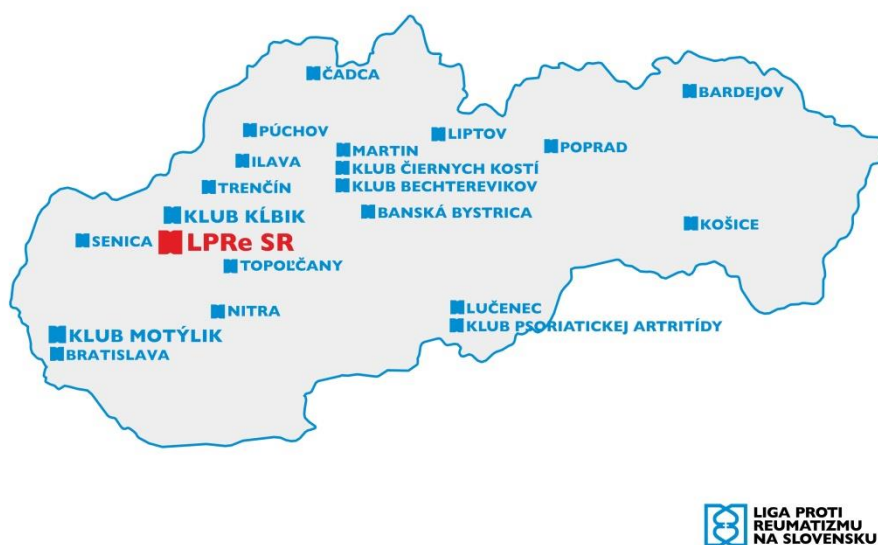 ČADCA
BARDEJOV
PÚCHOV
LIPTOV
MARTIN
POPRAD
ILAVA
KLUB ČIERNYCH KOSTÍ
TRENČÍN
KLUB BECHTEREVIKOV
KLUB KĹBIK
BANSKÁ BYSTRICA
KOŠICE
SENICA
LPRe SR
TOPOĽČANY
NITRA
LUČENEC
KLUB PSORIATICKEJ ARTRITÍDY
KLUB MOTÝLIK
BRATISLAVA
LIGA PROTI
REUMATIZMU
NA SLOVENSKU